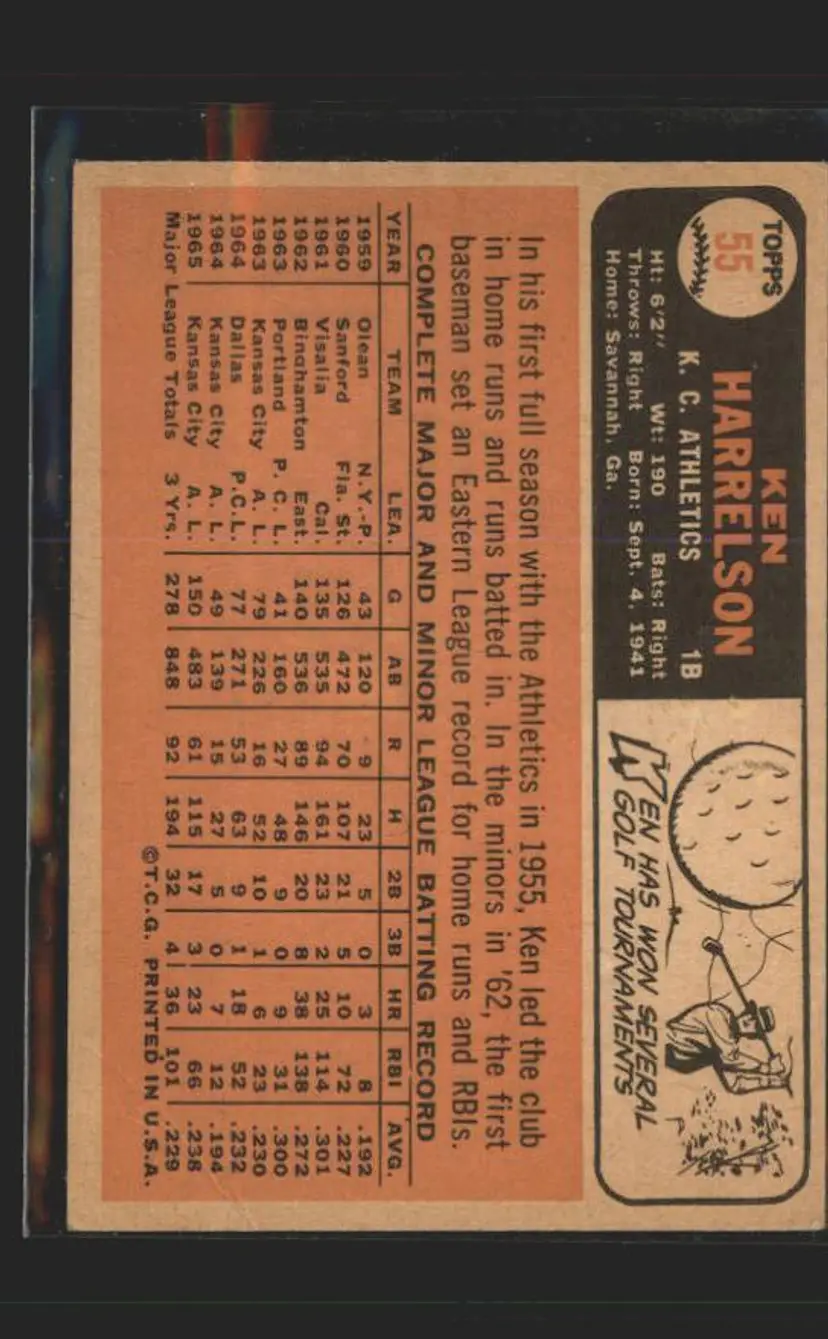 TOPPS
55
KEN
HARRELSON
K. C. ATHLETICS 1B
Ht: 6'2" Wt: 190 Bats: Right
Throws: Right Born: Sept. 4, 1941
Home: Savannah, Ga.
KEN HAS WON SEVERAL
GOLF TOURNAMENTS
In his first full season with the Athletics in 1955, Ken led the club
in home runs and runs batted in. In the minors in '62, the first
baseman set an Eastern League record for home runs and RBIs.
COMPLETE MAJOR AND MINOR LEAGUE BATTING RECORD
YEAR TEAM LEA. G AB R H 2B 3B HR RBI AVG.
1959 Olean N.Y.-P. 43 120 9 23 5 0 3 8 .192
1960 Sanford Fla. St. 126 472 70 107 21 5 10 72 .227
1961 Visalia Cal. 135 535 94 161 23 2 25 114 .301
1962 Binghamton East. 140 536 89 146 20 8 38 138 .272
1963 Portland P. C. L. 41 160 27 48 9 0 9 31 .300
1963 Kansas City A. L. 79 226 16 52 10 1 6 23 .230
1964 Dallas P.C.L. 77 271 53 63 9 1 18 52 .232
1964 Kansas City A. L. 49 139 15 27 5 0 7 12 .194
1965 Kansas City A. L. 150 483 61 115 17 3 23 66 .238
Major League Totals 3 Yrs. 278 848 92 194 32 4 36 101 .229
©T.C.G. PRINTED IN U.S.A.